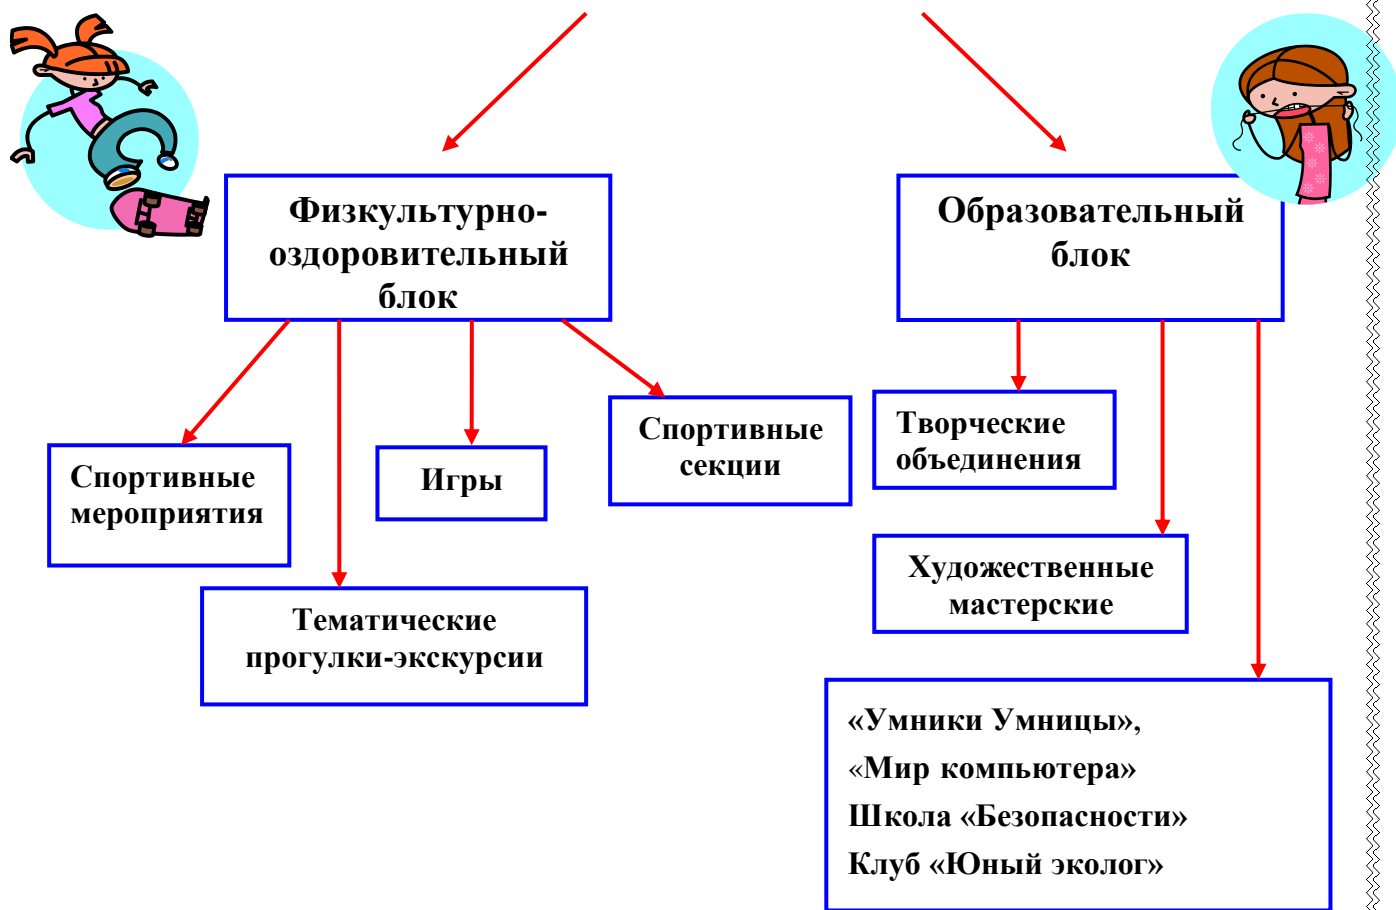 Физкультурно-
оздоровительный
блок
Образовательный
блок
Спортивные
мероприятия
Игры
Спортивные
секции
Тематические
прогулки-экскурсии
Творческие
объединения
Художественные
мастерские
«Умники Умницы»,
«Мир компьютера»
Школа «Безопасности»
Клуб «Юный эколог»